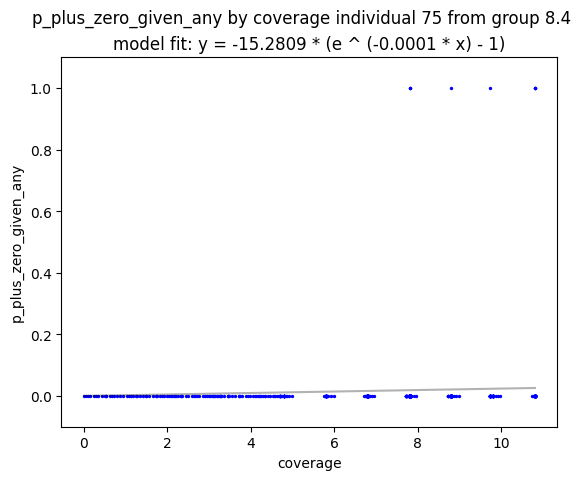 p_plus_zero_given_any by coverage individual 75 from group 8.4
model fit: y = -15.2809 * (e ^ (-0.0001 * x) - 1)
1.0
0.8
0.6
0.4
0.2
0.0
p_plus_zero_given_any
0 2 4 6 8 10
coverage